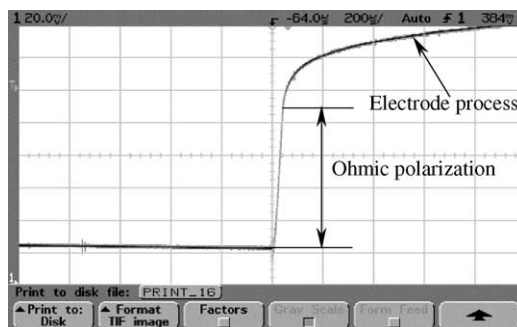 1 20.0v/ -64.0s 200s/ Auto 1 384mV
Electrode process
Ohmic polarization
Print to disk file: PRINT_16
Print to: Format Factors Gray Scale Form Feed
Disk TIF image